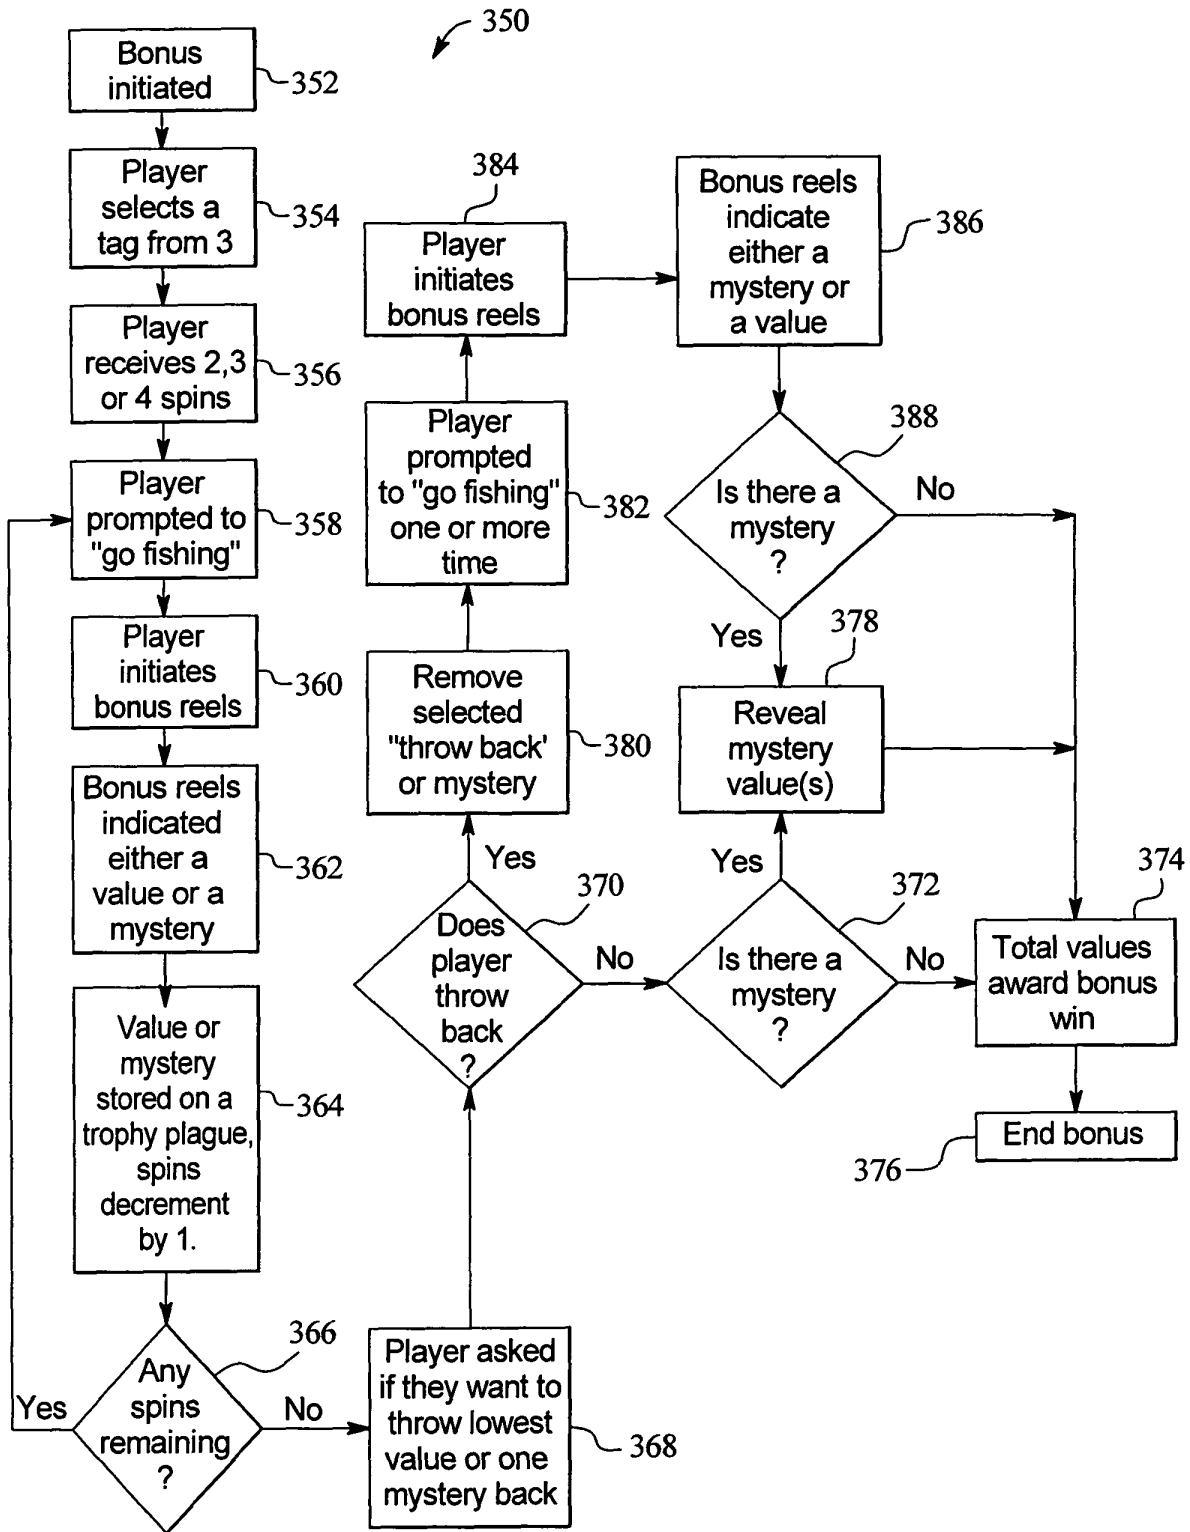 350
Bonus
initiated
352
Player
selects a
tag from 3
354
Player
receives 2,3
or 4 spins
356
Player
prompted to
"go fishing"
358
Player
initiates
bonus reels
360
Bonus reels
indicated
either a
value or a
mystery
362
Value or
mystery
stored on a
trophy plague,
spins
decrement
by 1.
364
Any
spins
remaining
?
366
Yes
No
Player asked
if they want to
throw lowest
value or one
mystery back
368
Does
player
throw
back
?
370
Yes
No
Remove
selected
"throw back'
or mystery
380
Player
prompted
to "go fishing"
one or more
time
382
384
Player
initiates
bonus reels
Bonus reels
indicate
either a
mystery or
a value
386
388
Is there a
mystery
?
No
Yes
378
Reveal
mystery
value(s)
Yes
372
Is there a
mystery
?
No
374
Total values
award bonus
win
End bonus
376